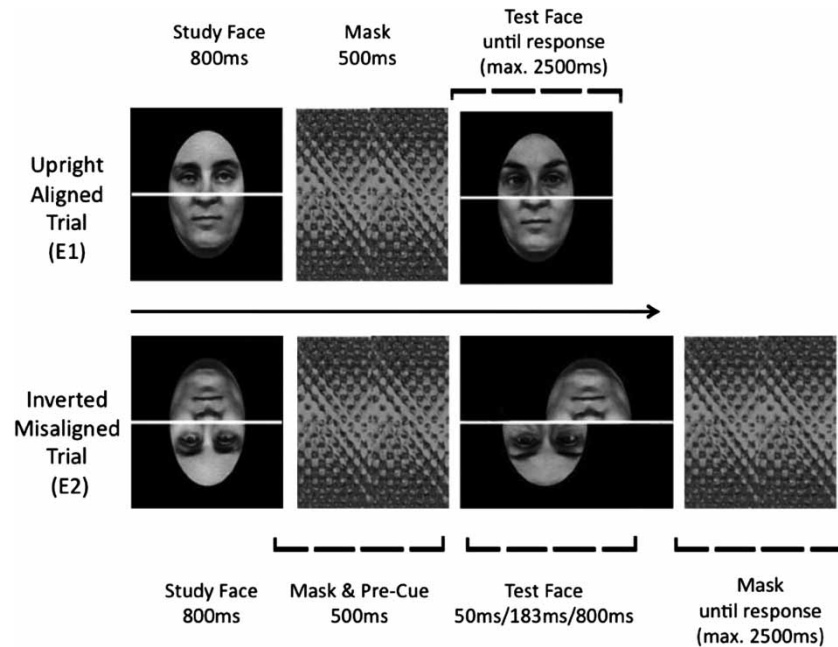 Study Face
800ms
Mask
500ms
Test Face
until response
(max. 2500ms)
Upright
Aligned
Trial
(E1)
Inverted
Misaligned
Trial
(E2)
Study Face
800ms
Mask & Pre-Cue
500ms
Test Face
50ms/183ms/800ms
Mask
until response
(max. 2500ms)